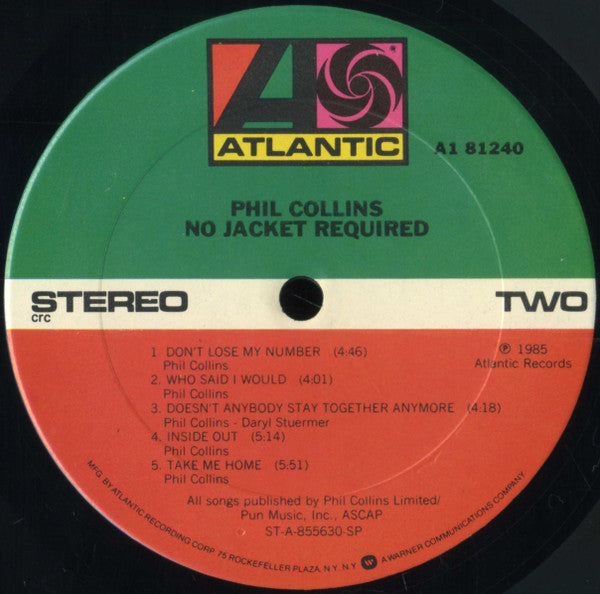 ATLANTIC
A1 81240
PHIL COLLINS
NO JACKET REQUIRED
STEREO
TWO
crc
℗ 1985
Atlantic Records
1 DON'T LOSE MY NUMBER (4:46)
Phil Collins
2. WHO SAID I WOULD (4:01)
Phil Collins
3. DOESN'T ANYBODY STAY TOGETHER ANYMORE (4:18)
Phil Collins - Daryl Stuermer
4. INSIDE OUT (5:14)
Phil Collins
5. TAKE ME HOME (5:51)
Phil Collins
All songs published by Phil Collins Limited/
Pun Music, Inc., ASCAP
ST-A-855630-SP
MFG. BY ATLANTIC RECORDING CORP. 75 ROCKEFELLER PLAZA, N.Y. N.Y. A WARNER COMMUNICATIONS COMPANY